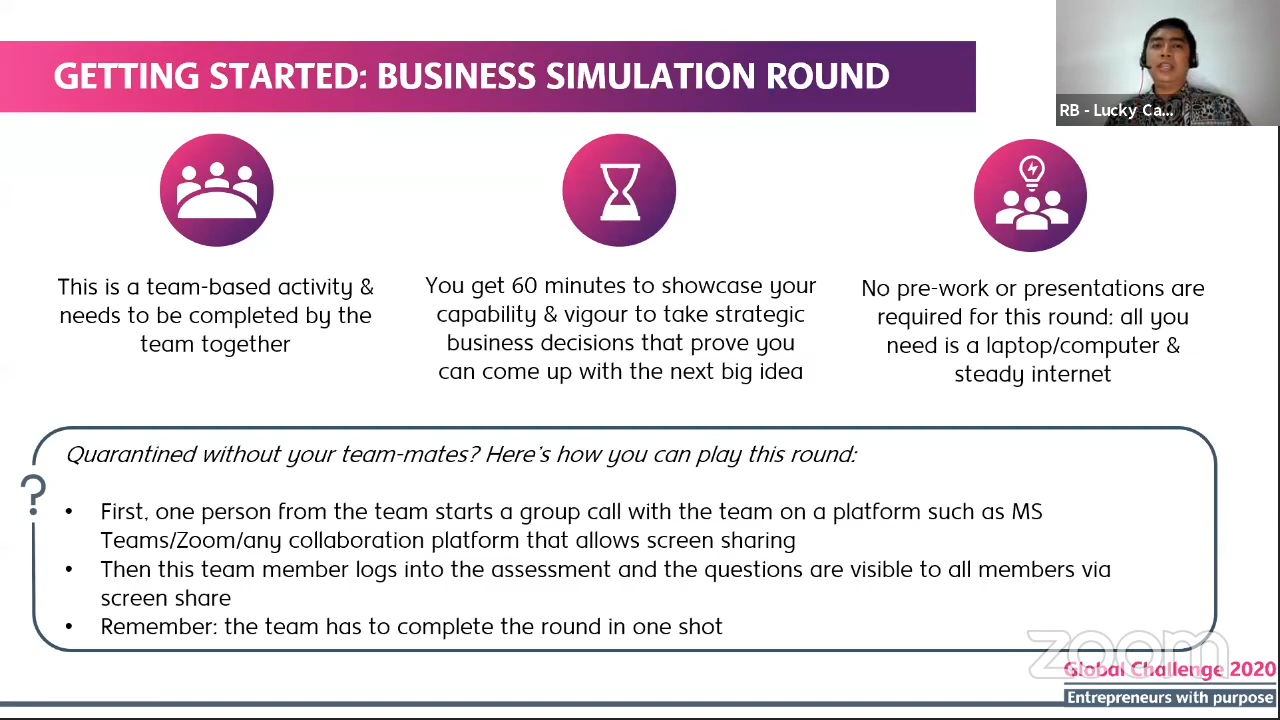 GETTING STARTED: BUSINESS SIMULATION ROUND
RB - Lucky Ca...
This is a team-based activity &
needs to be completed by the
team together
You get 60 minutes to showcase your
capability & vigour to take strategic
business decisions that prove you
can come up with the next big idea
No pre-work or presentations are
required for this round: all you
need is a laptop/computer &
steady internet
?
Quarantined without your team-mates? Here's how you can play this round:
• First, one person from the team starts a group call with the team on a platform such as MS
Teams/Zoom/any collaboration platform that allows screen sharing
• Then this team member logs into the assessment and the questions are visible to all members via
screen share
• Remember: the team has to complete the round in one shot
zoom
Global Challenge 2020
Entrepreneurs with purpose